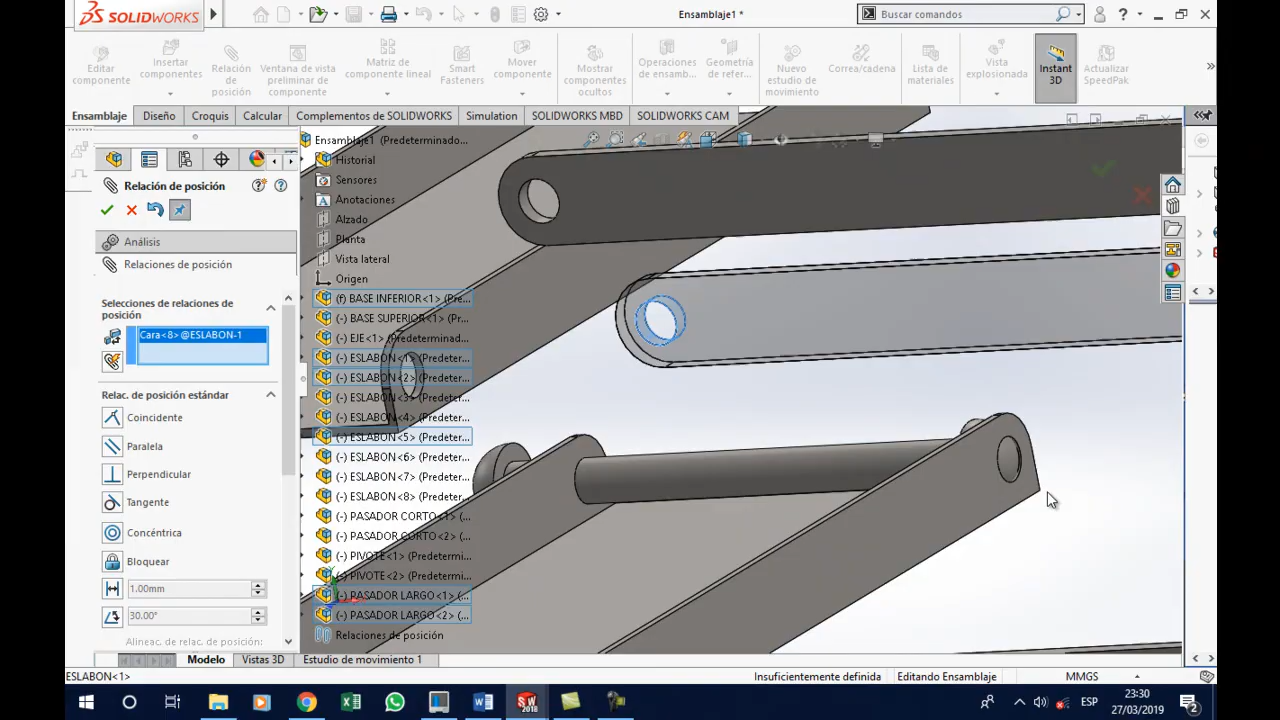 SOLIDWORKS
Ensamblaje1 *
Buscar comandos
Editar componente
Insertar componentes
Relación de posición
Ventana de vista preliminar de componente
Matriz de componente lineal
Smart Fasteners
Mover componente
Mostrar componentes ocultos
Operaciones de ensamb...
Geometría de refer...
Nuevo estudio de movimiento
Correa/cadena
Lista de materiales
Vista explosionada
Instant 3D
Actualizar SpeedPak
Ensamblaje
Diseño
Croquis
Calcular
Complementos de SOLIDWORKS
Simulation
SOLIDWORKS MBD
SOLIDWORKS CAM
Relación de posición
Análisis
Relaciones de posición
Selecciones de relaciones de posición
Cara<8>@ESLABON-1
Relac. de posición estándar
Coincidente
Paralela
Perpendicular
Tangente
Concéntrica
Bloquear
1.00mm
30.00°
Alineac. de relac. de posición:
Ensamblaje1 (Predeterminado...
Historial
Sensores
Anotaciones
Alzado
Planta
Vista lateral
Origen
(f) BASE INFERIOR<1> (Pre...
(-) BASE SUPERIOR<1> (Pr...
(-) EJE<1> (Predeterminad...
(-) ESLABON<1> (Predeter...
(-) ESLABON<2> (Predeter...
(-) ESLABON<3> (Predeter...
(-) ESLABON<4> (Predeter...
(-) ESLABON<5> (Predeter...
(-) ESLABON<6> (Predeter...
(-) ESLABON<7> (Predeter...
(-) ESLABON<8> (Predeter...
(-) PASADOR CORTO<1> (...
(-) PASADOR CORTO<2> (...
(-) PIVOTE<1> (Predetermi...
(-) PIVOTE<2> (Predetermi...
(-) PASADOR LARGO<1> (...
(-) PASADOR LARGO<2> (...
Relaciones de posición
Modelo
Vistas 3D
Estudio de movimiento 1
ESLABON<1>
Insuficientemente definida
Editando Ensamblaje
MMGS
ESP
23:30
27/03/2019
2